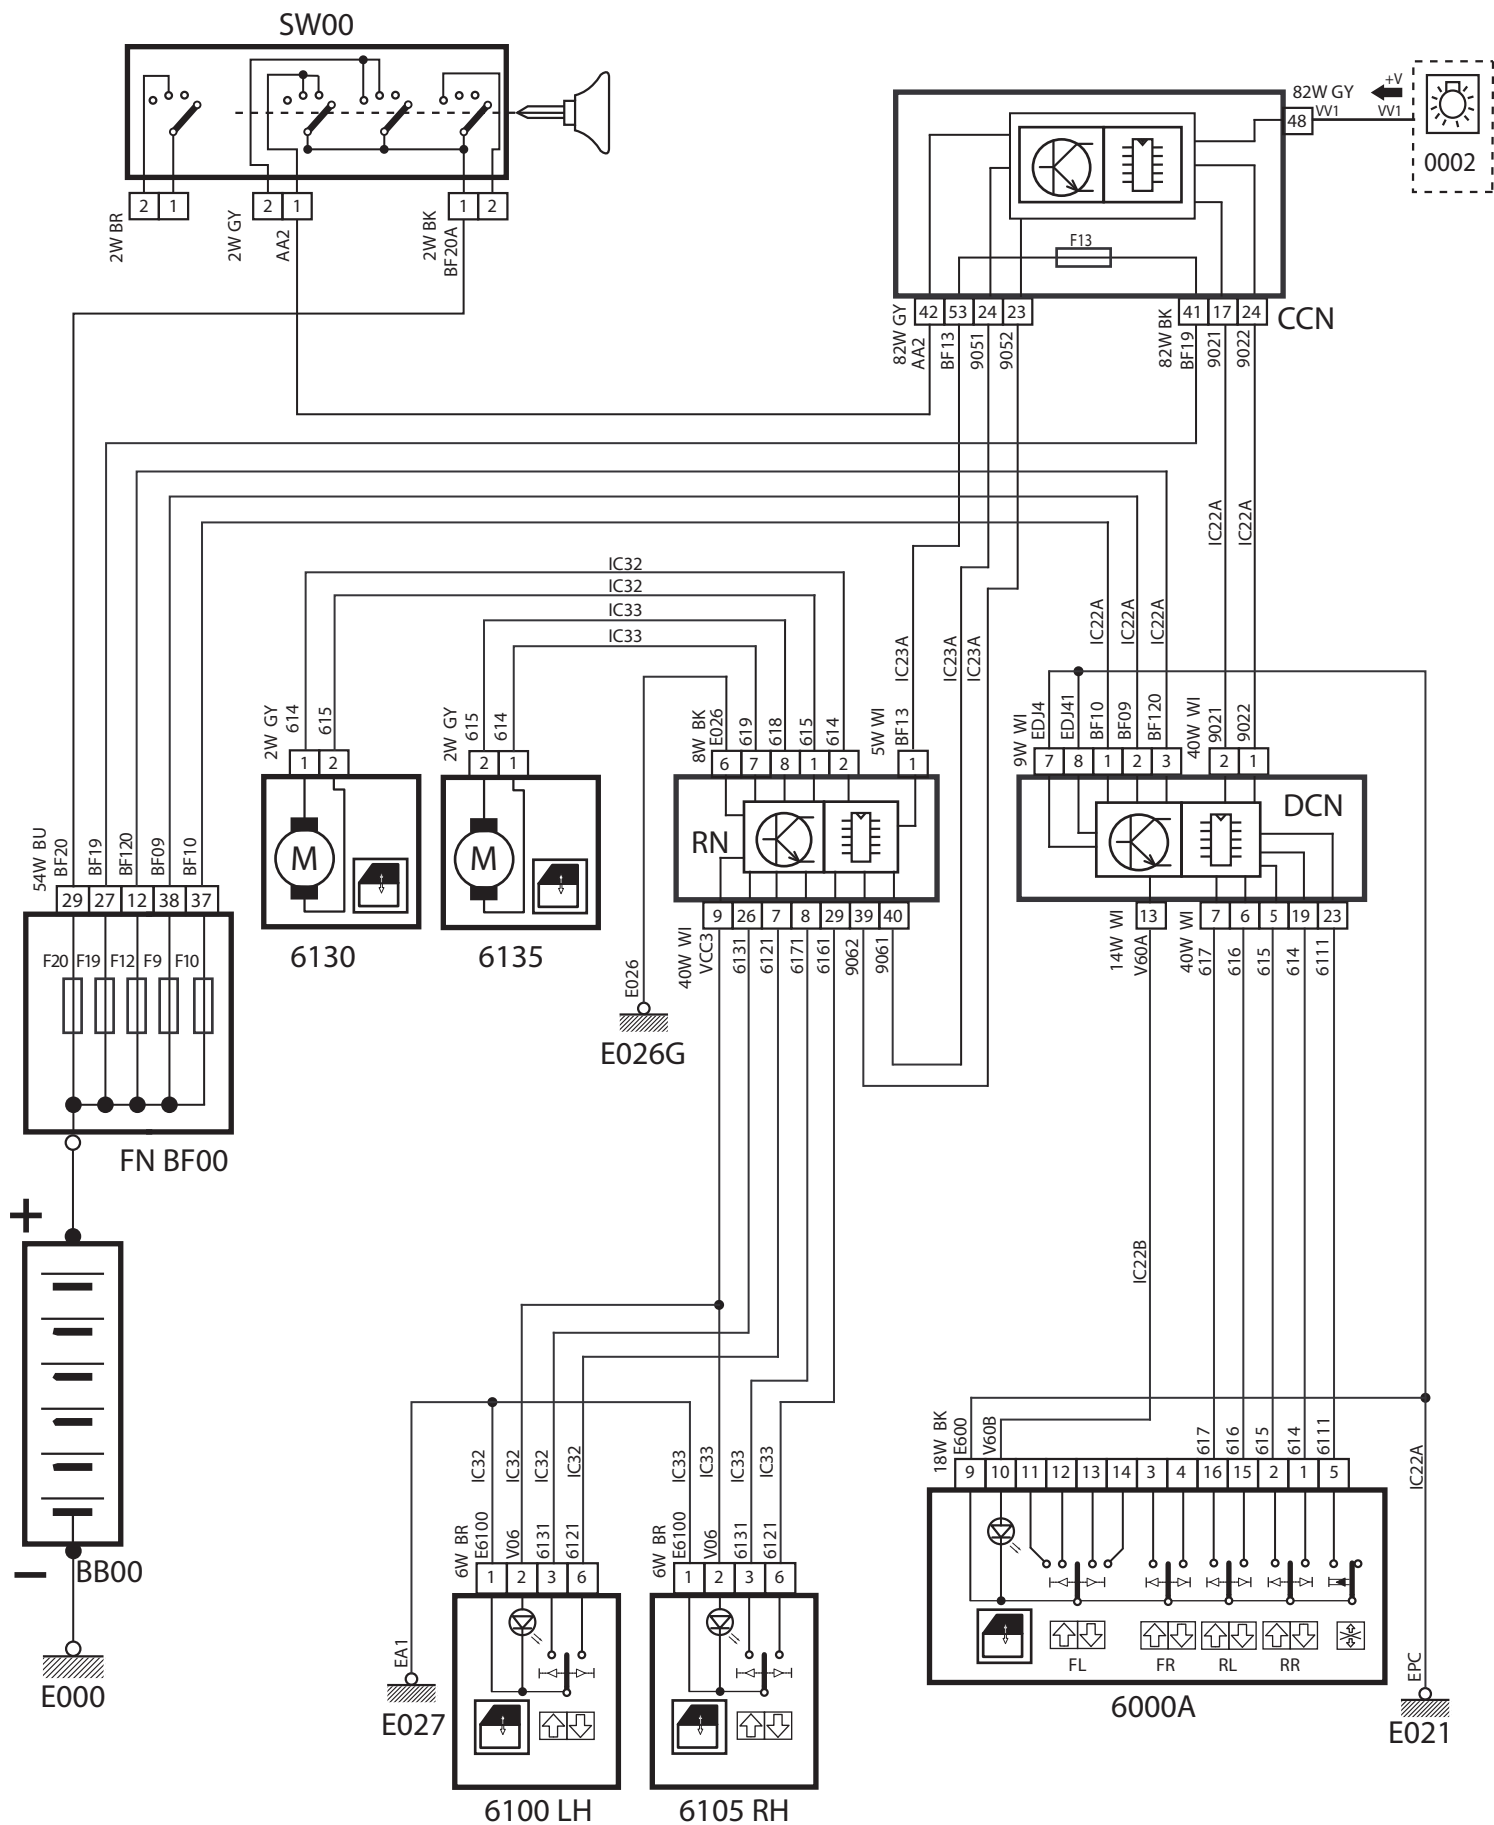 SW00
2 1
2 1
1 2
2W BR
2W GY
AA2
2W BK
BF20A
82W GY
+V
VV1
VV1
48
0002
F13
42 53 24 23
41 17 24
CCN
82W GY
AA2
BF13
9051
9052
82W BK
BF19
9021
9022
IC22A
IC22A
IC32
IC32
IC33
IC33
IC23A
IC23A
IC23A
IC22A
IC22A
IC22A
2W GY
614
615
2W GY
615
614
8W BK
E026
619
618
615
614
5W WI
BF13
9W WI
EDJ4
EDJ41
BF10
BF09
BF120
40W WI
9021
9022
1 2
2 1
6 7 8 1 2
1
7 8 1 2 3
2 1
M
M
RN
DCN
6130
6135
54W BU
BF20
BF19
BF120
BF09
BF10
29 27 12 38 37
F20 F19 F12 F9 F10
FN BF00
9 26 7 8 29 39 40
40W WI
VCC3
6131
6121
6171
6161
9062
9061
13
7 6 5 19 23
14W WI
V60A
40W WI
617
616
615
614
6111
E026
E026G
IC22B
+
−
BB00
E000
IC32
IC32
IC32
IC32
IC33
IC33
IC33
IC33
6W BR
E6100
V06
6131
6121
6W BR
E6100
V06
6131
6121
1 2 3 6
1 2 3 6
EA1
E027
6100 LH
6105 RH
18W BK
E600
V60B
617
616
615
614
6111
IC22A
9 10 11 12 13 14 3 4 16 15 2 1 5
FL FR RL RR
6000A
EPC
E021